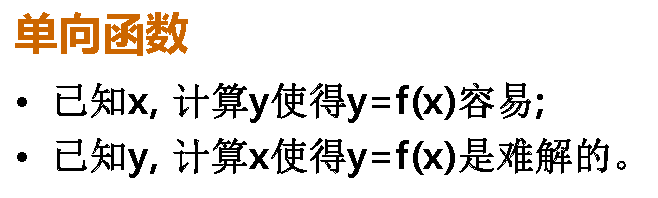 单向函数
• 已知x, 计算y使得y=f(x)容易;
• 已知y, 计算x使得y=f(x)是难解的。